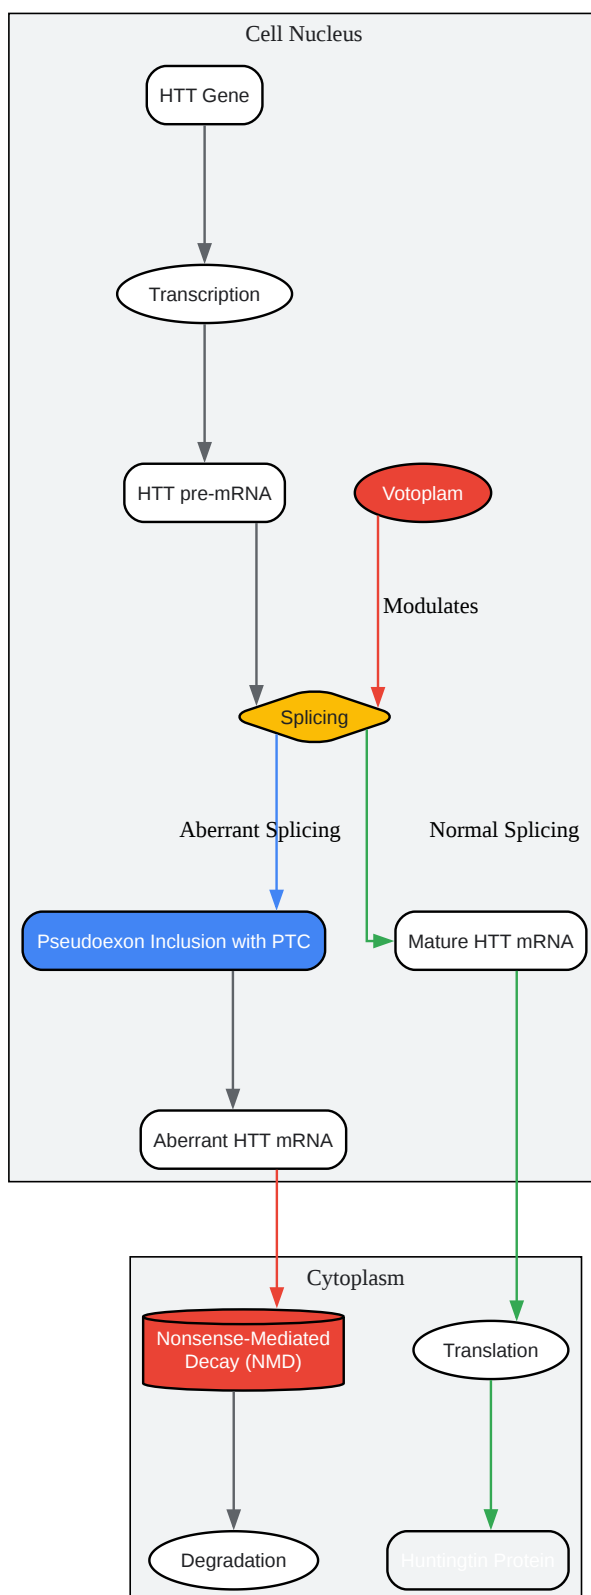 Cell Nucleus
HTT Gene
Transcription
HTT pre-mRNA
Votoplam
Modulates
Splicing
Aberrant Splicing
Normal Splicing
Pseudoexon Inclusion with PTC
Mature HTT mRNA
Aberrant HTT mRNA
Cytoplasm
Nonsense-Mediated
Decay (NMD)
Translation
Degradation
Huntingtin Protein